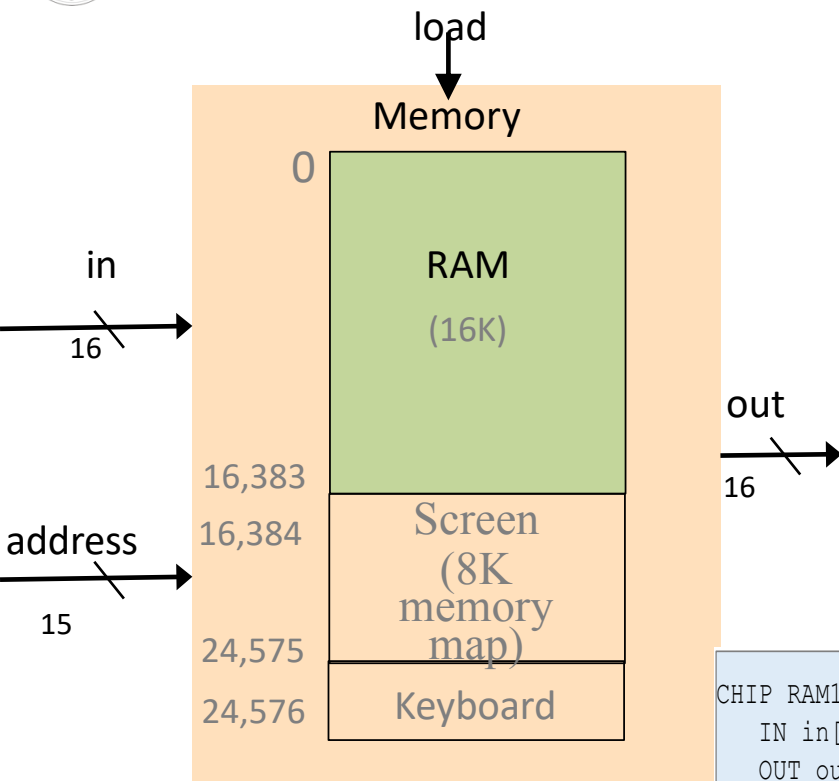 load
Memory
0
in
RAM
(16K)
16
out
16,383
16
16,384
Screen
address
(8K
memory
15
map)
24,575
24,576
Keyboard
CHIP RAM1
IN in[
OUT ou